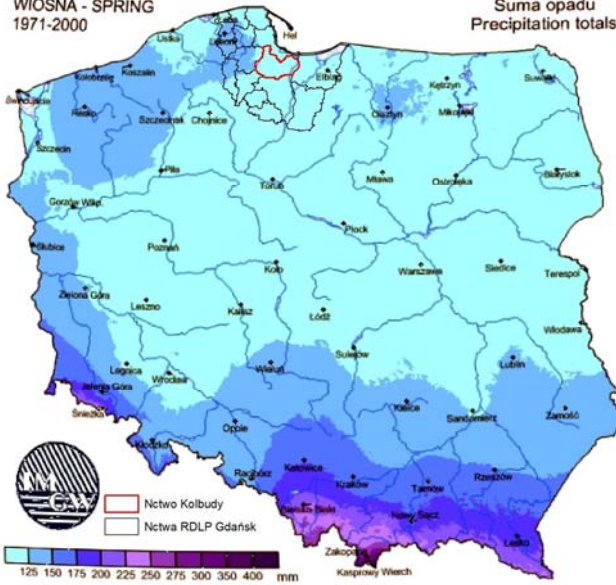 WIOSNA - SPRING
1971-2000
Suma opadu
Precipitation totals
Łeba
Hel
Ustka
Lębork
Kołobrzeg
Koszalin
Elbląg
Kętrzyn
Suwałki
Świnoujście
Resko
Szczecinek
Chojnice
Olsztyn
Mikołajki
Szczecin
Piła
Toruń
Mława
Ostrołęka
Białystok
Gorzów Wlkp.
Płock
Słubice
Poznań
Koło
Warszawa
Siedlce
Terespol
Zielona Góra
Leszno
Kalisz
Łódź
Włodawa
Sulejów
Legnica
Wrocław
Wieluń
Lublin
Jelenia Góra
Śnieżka
Kielce
Sandomierz
Zamość
Kłodzko
Opole
Racibórz
Katowice
Kraków
Tarnów
Rzeszów
IMGW
Nctwo Kolbudy
Nctwa RDLP Gdańsk
Bielsko-Biała
Nowy Sącz
Lesko
Zakopane
Kasprowy Wierch
125 150 175 200 225 250 275 300 350 400 mm